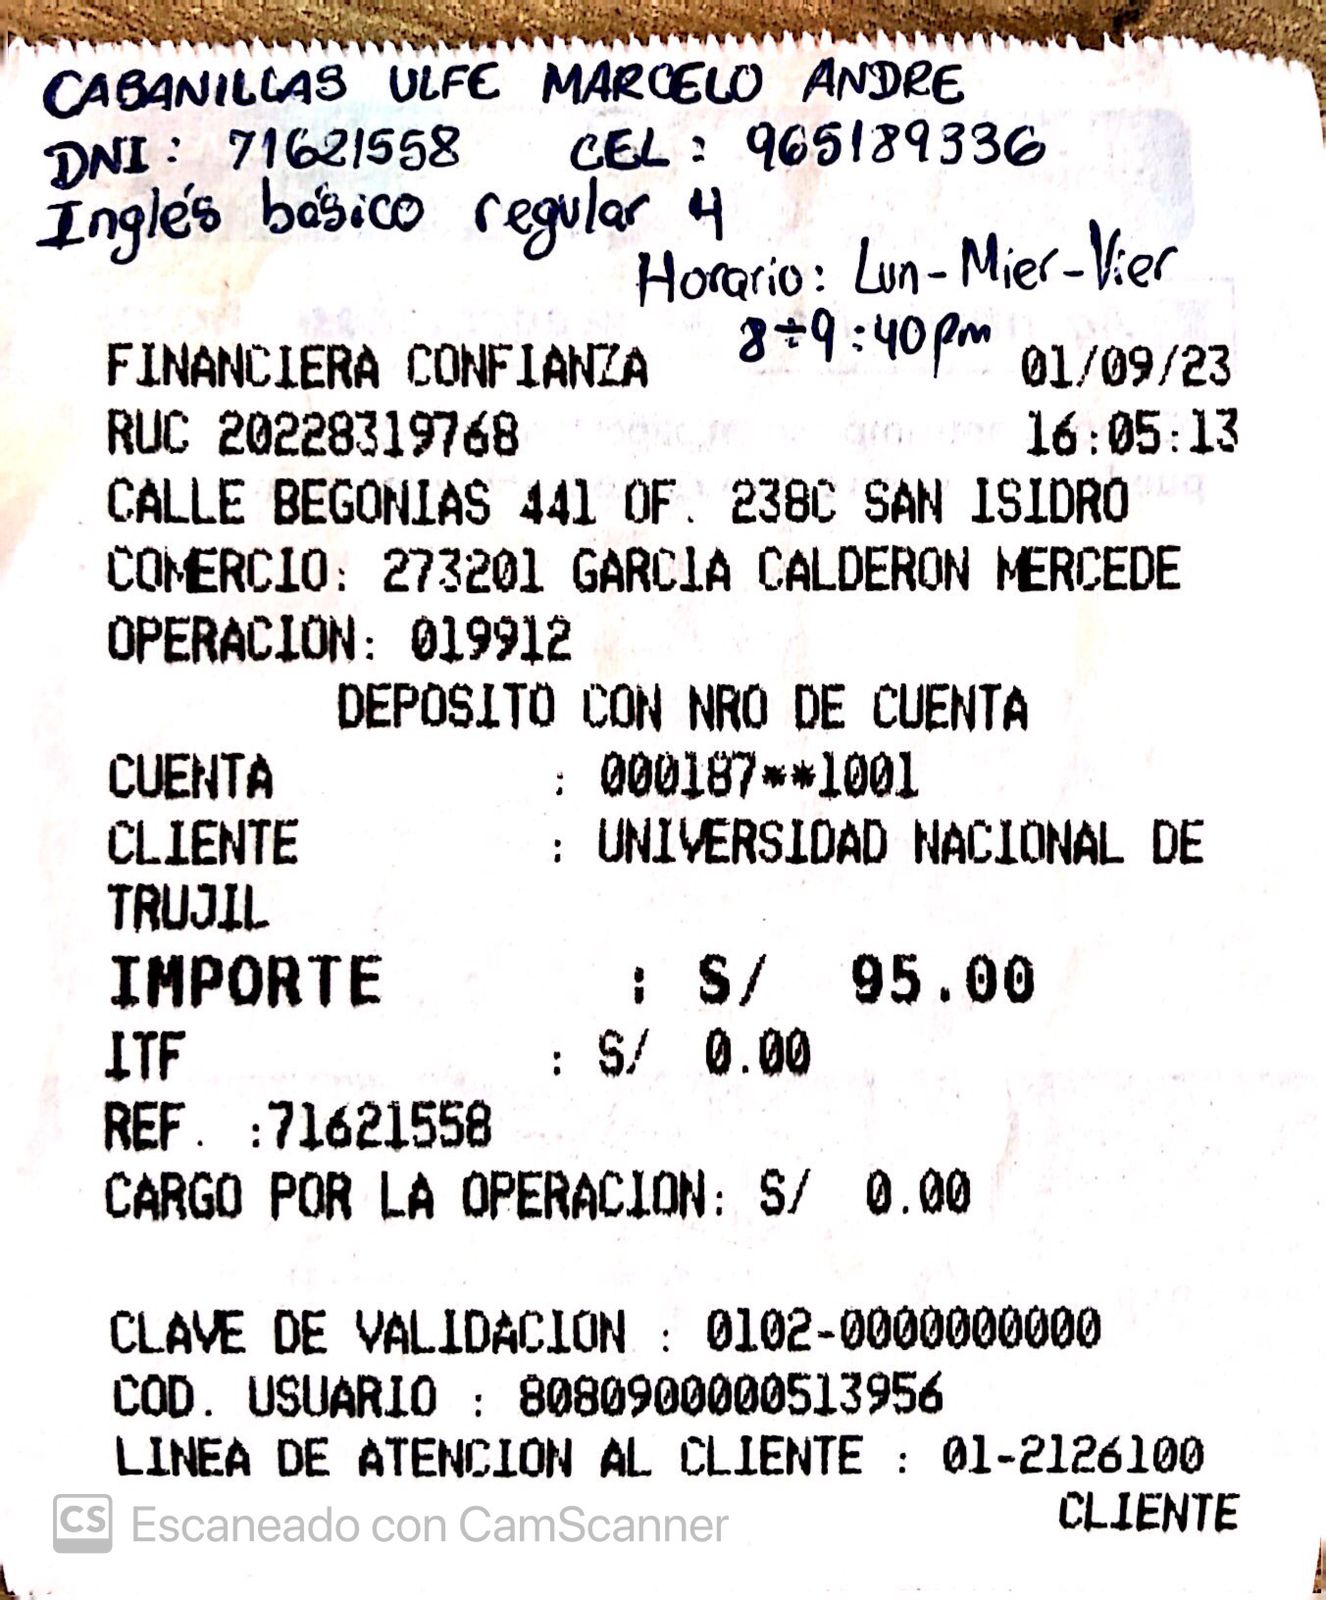 CABANILLAS ULFE MARCELO ANDRE
DNI: 71621558 CEL: 965189336
Inglés básico regular 4
Horario: Lun-Mier-Vier
8÷9:40pm
FINANCIERA CONFIANZA 01/09/23
RUC 20228319768 16:05:13
CALLE BEGONIAS 441 OF. 238C SAN ISIDRO
COMERCIO: 273201 GARCIA CALDERON MERCEDE
OPERACION: 019912
DEPOSITO CON NRO DE CUENTA
CUENTA : 000187**1001
CLIENTE : UNIVERSIDAD NACIONAL DE
TRUJIL
IMPORTE : S/ 95.00
ITF : S/ 0.00
REF. :71621558
CARGO POR LA OPERACION: S/ 0.00
CLAVE DE VALIDACION : 0102-0000000000
COD. USUARIO : 8080900000513956
LINEA DE ATENCION AL CLIENTE : 01-2126100
CLIENTE
CS Escaneado con CamScanner